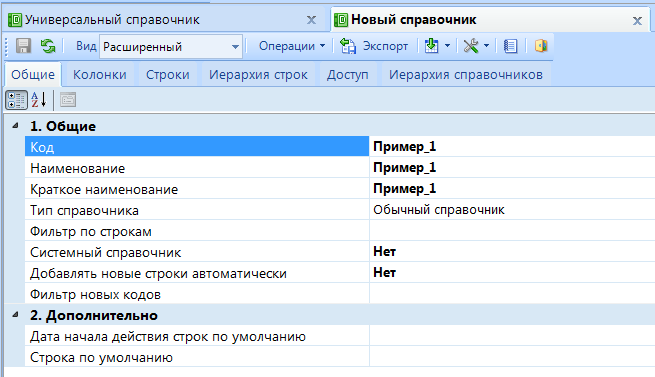 Универсальный справочник
Новый справочник
Вид Расширенный Операции Экспорт
Общие Колонки Строки Иерархия строк Доступ Иерархия справочников
1. Общие
Код Пример_1
Наименование Пример_1
Краткое наименование Пример_1
Тип справочника Обычный справочник
Фильтр по строкам
Системный справочник Нет
Добавлять новые строки автоматически Нет
Фильтр новых кодов
2. Дополнительно
Дата начала действия строк по умолчанию
Строка по умолчанию